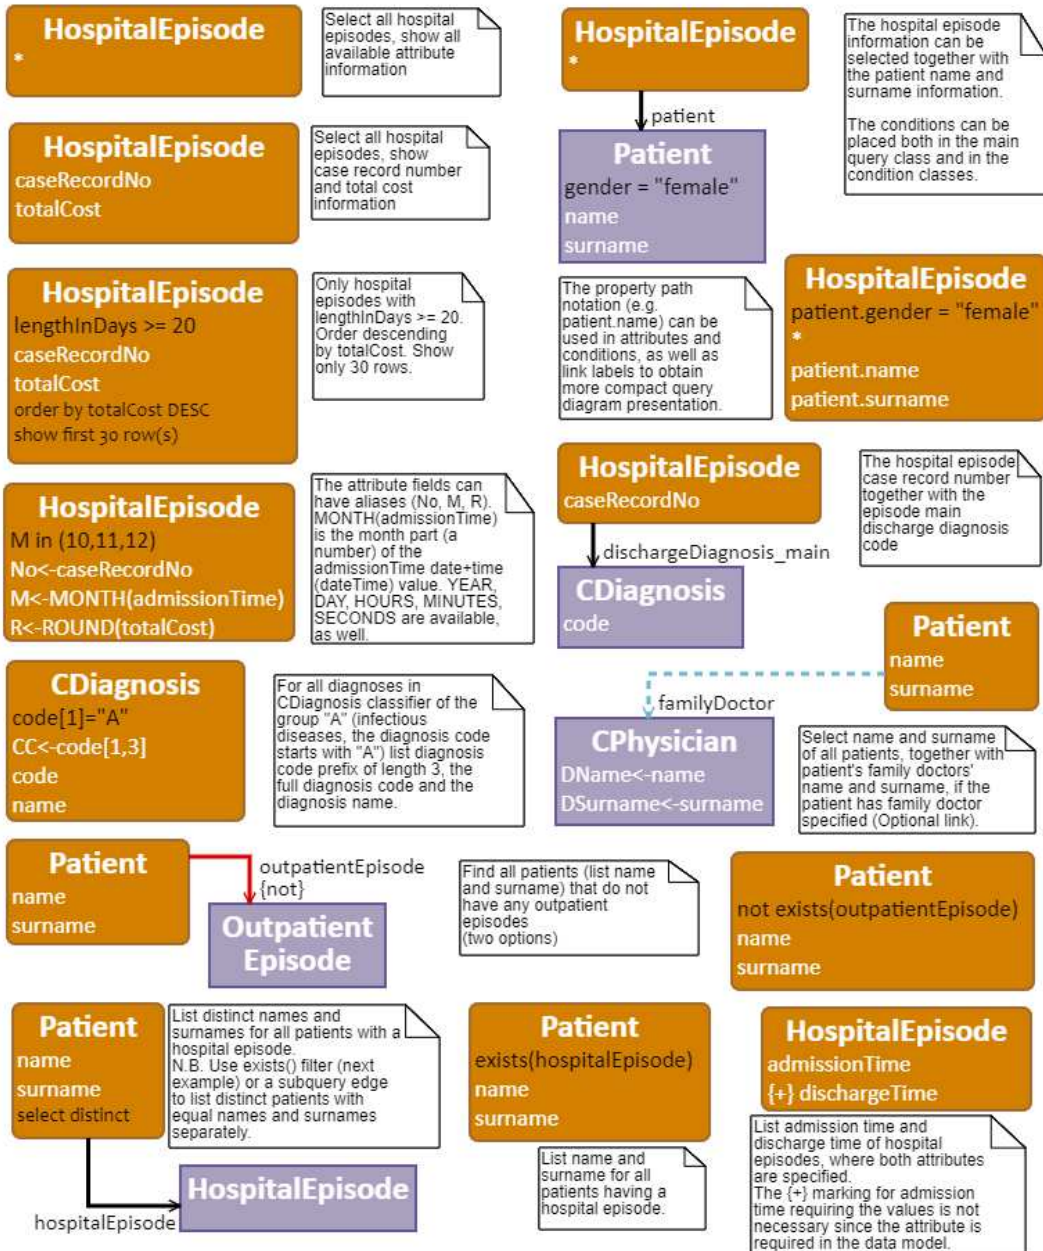 HospitalEpisode
*
Select all hospital
episodes, show all
available attribute
information
HospitalEpisode
*
patient
Patient
gender = "female"
name
surname
The hospital episode
information can be
selected together with
the patient name and
surname information.
The conditions can be
placed both in the main
query class and in the
condition classes.
HospitalEpisode
caseRecordNo
totalCost
Select all hospital
episodes, show
case record number
and total cost
information
HospitalEpisode
lengthInDays >= 20
caseRecordNo
totalCost
order by totalCost DESC
show first 30 row(s)
Only hospital
episodes with
lengthInDays >= 20.
Order descending
by totalCost. Show
only 30 rows.
The property path
notation (e.g.
patient.name) can be
used in attributes and
conditions, as well as
link labels to obtain
more compact query
diagram presentation.
HospitalEpisode
patient.gender = "female"
*
patient.name
patient.surname
HospitalEpisode
M in (10,11,12)
No<-caseRecordNo
M<-MONTH(admissionTime)
R<-ROUND(totalCost)
The attribute fields can
have aliases (No, M, R).
MONTH(admissionTime)
is the month part (a
number) of the
admissionTime date+time
(dateTime) value. YEAR,
DAY, HOURS, MINUTES,
SECONDS are available,
as well.
HospitalEpisode
caseRecordNo
dischargeDiagnosis_main
CDiagnosis
code
The hospital episode
case record number
together with the
episode main
discharge diagnosis
code
CDiagnosis
code[1]="A"
CC<-code[1,3]
code
name
For all diagnoses in
CDiagnosis classifier of the
group "A" (infectious
diseases, the diagnosis code
starts with "A") list diagnosis
code prefix of length 3, the
full diagnosis code and the
diagnosis name.
Patient
name
surname
familyDoctor
CPhysician
DName<-name
DSurname<-surname
Select name and surname
of all patients, together with
patient's family doctors'
name and surname, if the
patient has family doctor
specified (Optional link).
Patient
name
surname
outpatientEpisode
{not}
Outpatient
Episode
Find all patients (list name
and surname) that do not
have any outpatient
episodes
(two options)
Patient
not exists(outpatientEpisode)
name
surname
Patient
name
surname
select distinct
hospitalEpisode
HospitalEpisode
List distinct names and
surnames for all patients with a
hospital episode.
N.B. Use exists() filter (next
example) or a subquery edge
to list distinct patients with
equal names and surnames
separately.
Patient
exists(hospitalEpisode)
name
surname
List name and
surname for all
patients having a
hospital episode.
HospitalEpisode
admissionTime
{+} dischargeTime
List admission time and
discharge time of hospital
episodes, where both attributes
are specified.
The {+} marking for admission
time requiring the values is not
necessary since the attribute is
required in the data model.